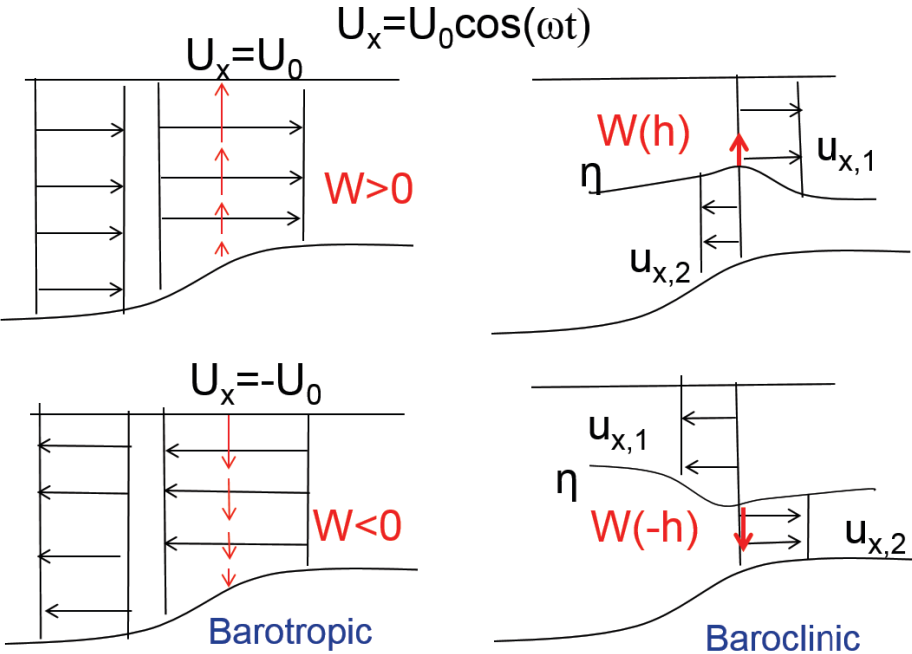 Uₓ=U₀cos(ωt)
Uₓ=U₀
W>0
W(h)
uₓ,₁
η
uₓ,₂
Uₓ=-U₀
W<0
Barotropic
uₓ,₁
η
W(-h)
uₓ,₂
Baroclinic